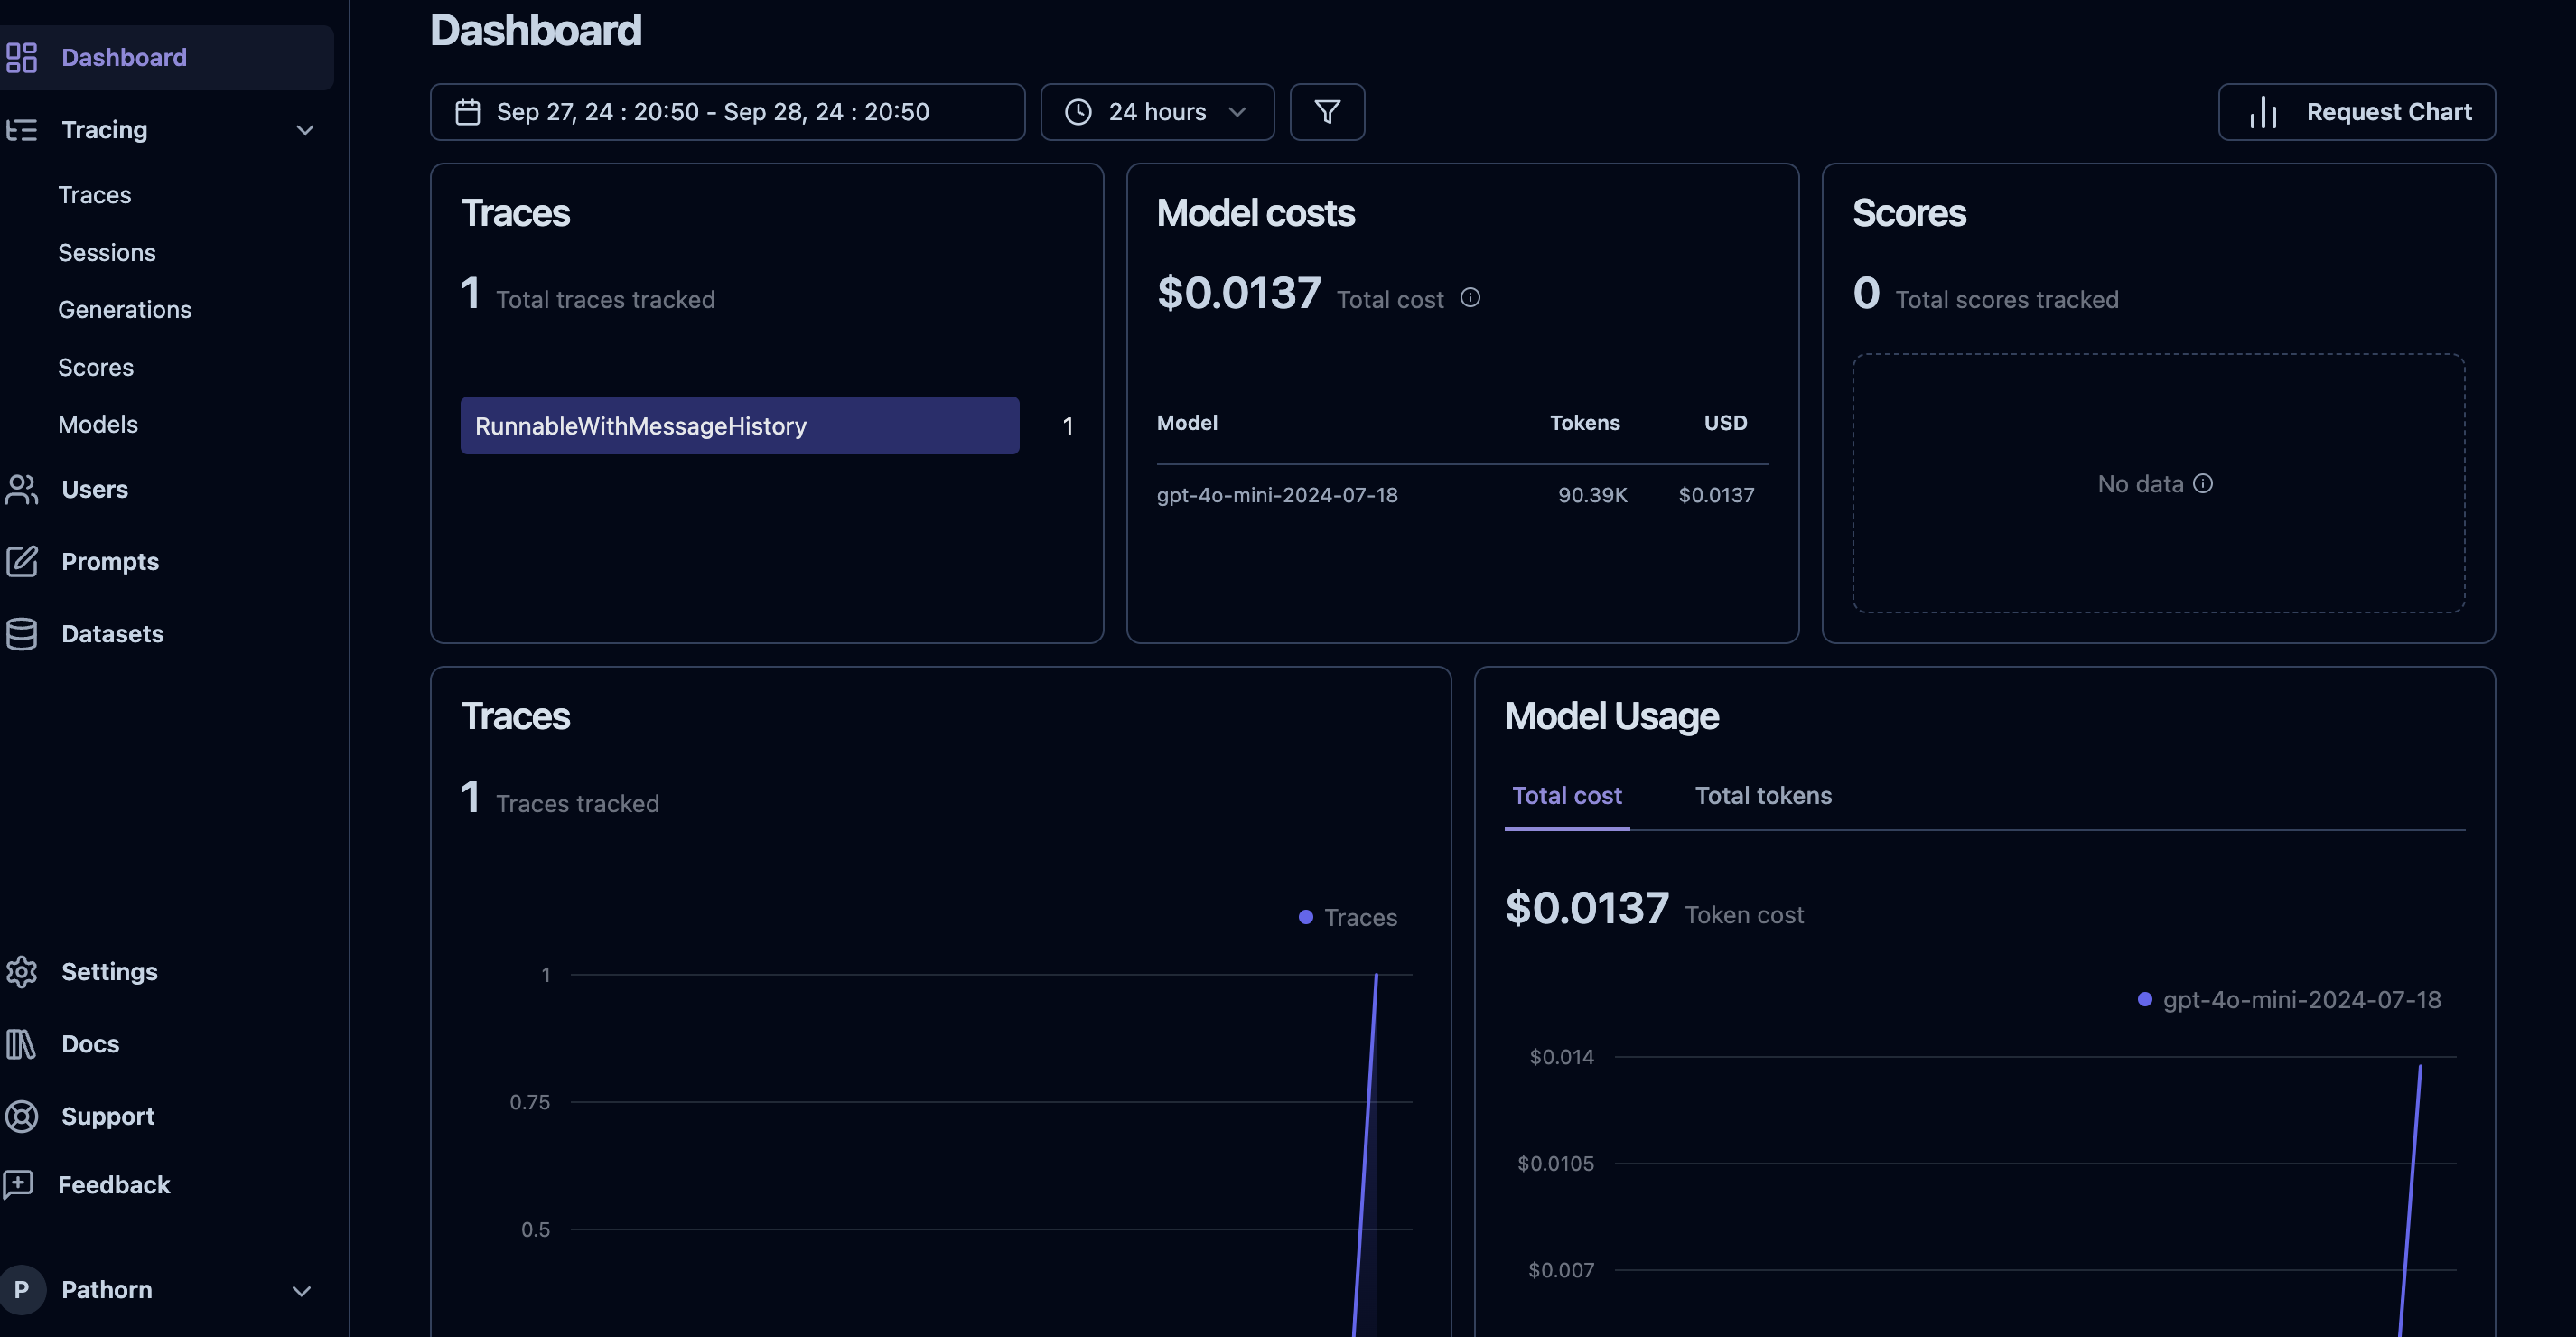 Dashboard
Tracing
Traces
Sessions
Generations
Scores
Models
Users
Prompts
Datasets
Settings
Docs
Support
Feedback
P Pathorn
Dashboard
Sep 27, 24 : 20:50 - Sep 28, 24 : 20:50
24 hours
Request Chart
Traces
1 Total traces tracked
RunnableWithMessageHistory 1
Model costs
$0.0137 Total cost
Model Tokens USD
gpt-4o-mini-2024-07-18 90.39K $0.0137
Scores
0 Total scores tracked
No data
Traces
1 Traces tracked
Traces
1
0.75
0.5
Model Usage
Total cost Total tokens
$0.0137 Token cost
gpt-4o-mini-2024-07-18
$0.014
$0.0105
$0.007